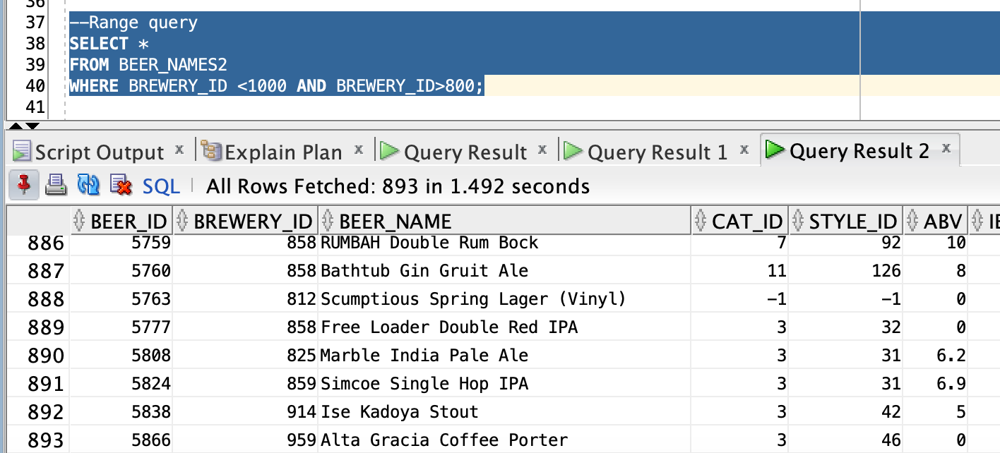 36
37 --Range query
38 SELECT *
39 FROM BEER_NAMES2
40 WHERE BREWERY_ID <1000 AND BREWERY_ID>800;
41
Script Output x Explain Plan x Query Result x Query Result 1 x Query Result 2 x
SQL All Rows Fetched: 893 in 1.492 seconds
BEER_ID BREWERY_ID BEER_NAME CAT_ID STYLE_ID ABV
886 5759 858 RUMBAH Double Rum Bock 7 92 10
887 5760 858 Bathtub Gin Gruit Ale 11 126 8
888 5763 812 Scumptious Spring Lager (Vinyl) -1 -1 0
889 5777 858 Free Loader Double Red IPA 3 32 0
890 5808 825 Marble India Pale Ale 3 31 6.2
891 5824 859 Simcoe Single Hop IPA 3 31 6.9
892 5838 914 Ise Kadoya Stout 3 42 5
893 5866 959 Alta Gracia Coffee Porter 3 46 0